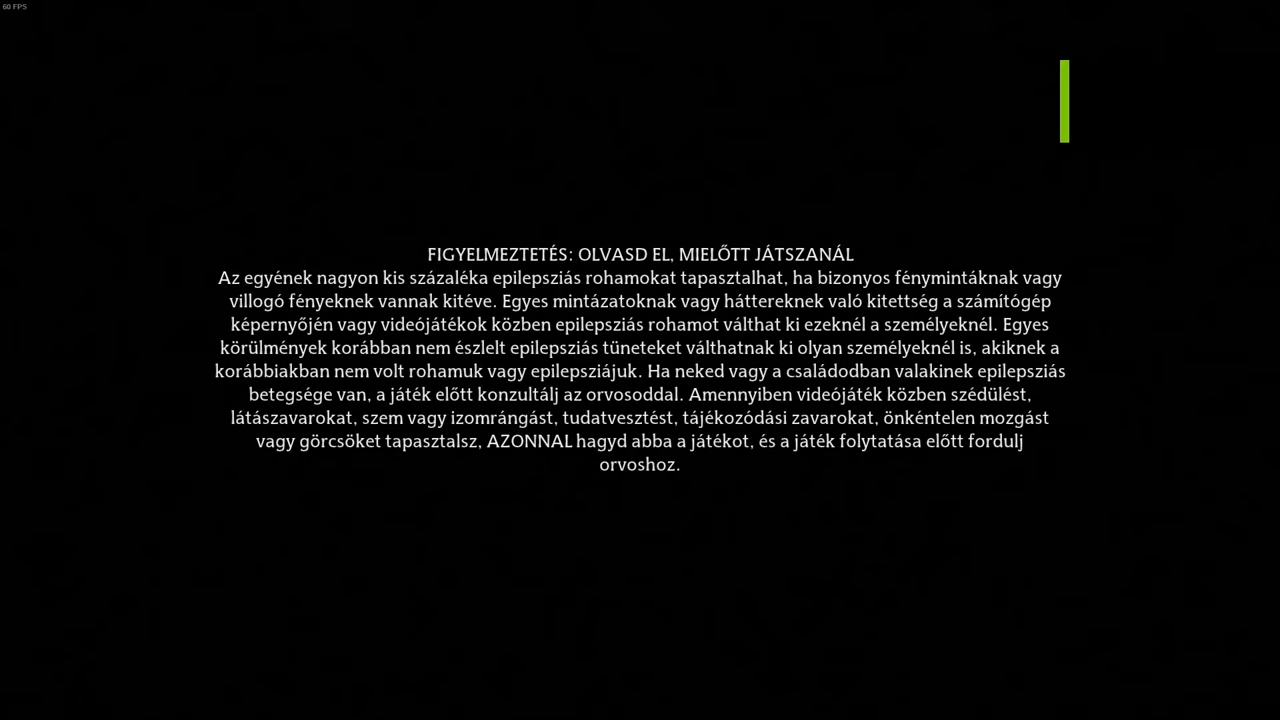 60 FPS
FIGYELMEZTETÉS: OLVASD EL, MIELŐTT JÁTSZANÁL
Az egyének nagyon kis százaléka epilepsziás rohamokat tapasztalhat, ha bizonyos fénymintáknak vagy
villogó fényeknek vannak kitéve. Egyes mintázatoknak vagy háttereknek való kitettség a számítógép
képernyőjén vagy videójátékok közben epilepsziás rohamot válthat ki ezeknél a személyeknél. Egyes
körülmények korábban nem észlelt epilepsziás tüneteket válthatnak ki olyan személyeknél is, akiknek a
korábbiakban nem volt rohamuk vagy epilepsziájuk. Ha neked vagy a családodban valakinek epilepsziás
betegsége van, a játék előtt konzultálj az orvosoddal. Amennyiben videójáték közben szédülést,
látászavarokat, szem vagy izomrángást, tudatvesztést, tájékozódási zavarokat, önkéntelen mozgást
vagy görcsöket tapasztalsz, AZONNAL hagyd abba a játékot, és a játék folytatása előtt fordulj
orvoshoz.